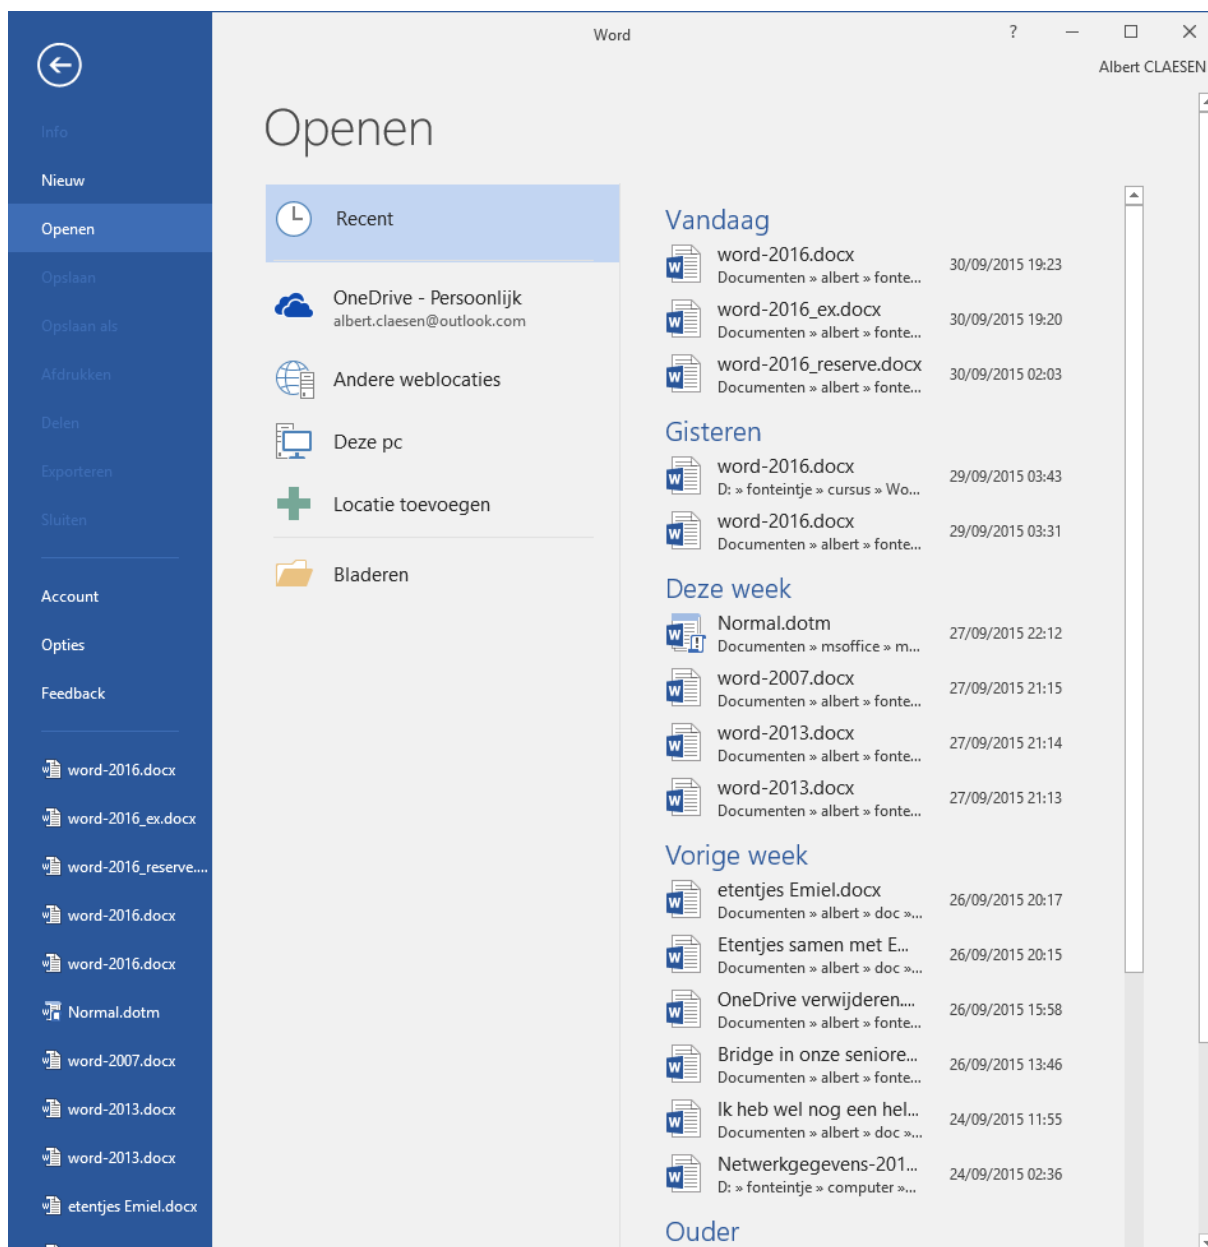 Word
?
Albert CLAESEN
Info
Nieuw
Openen
Opslaan
Opslaan als
Afdrukken
Delen
Exporteren
Sluiten
Account
Opties
Feedback
word-2016.docx
word-2016_ex.docx
word-2016_reserve....
word-2016.docx
word-2016.docx
Normal.dotm
word-2007.docx
word-2013.docx
word-2013.docx
etentjes Emiel.docx
Openen
Recent
OneDrive - Persoonlijk
albert.claesen@outlook.com
Andere weblocaties
Deze pc
Locatie toevoegen
Bladeren
Vandaag
word-2016.docx
Documenten » albert » fonte... 30/09/2015 19:23
word-2016_ex.docx
Documenten » albert » fonte... 30/09/2015 19:20
word-2016_reserve.docx
Documenten » albert » fonte... 30/09/2015 02:03
Gisteren
word-2016.docx
D: » fonteintje » cursus » Wo... 29/09/2015 03:43
word-2016.docx
Documenten » albert » fonte... 29/09/2015 03:31
Deze week
Normal.dotm
Documenten » msoffice » m... 27/09/2015 22:12
word-2007.docx
Documenten » albert » fonte... 27/09/2015 21:15
word-2013.docx
Documenten » albert » fonte... 27/09/2015 21:14
word-2013.docx
Documenten » albert » fonte... 27/09/2015 21:13
Vorige week
etentjes Emiel.docx
Documenten » albert » doc »... 26/09/2015 20:17
Etentjes samen met E...
Documenten » albert » doc »... 26/09/2015 20:15
OneDrive verwijderen....
Documenten » albert » fonte... 26/09/2015 15:58
Bridge in onze seniore...
Documenten » albert » fonte... 26/09/2015 13:46
Ik heb wel nog een hel...
Documenten » albert » doc »... 24/09/2015 11:55
Netwerkgegevens-201...
D: » fonteintje » computer »... 24/09/2015 02:36
Ouder